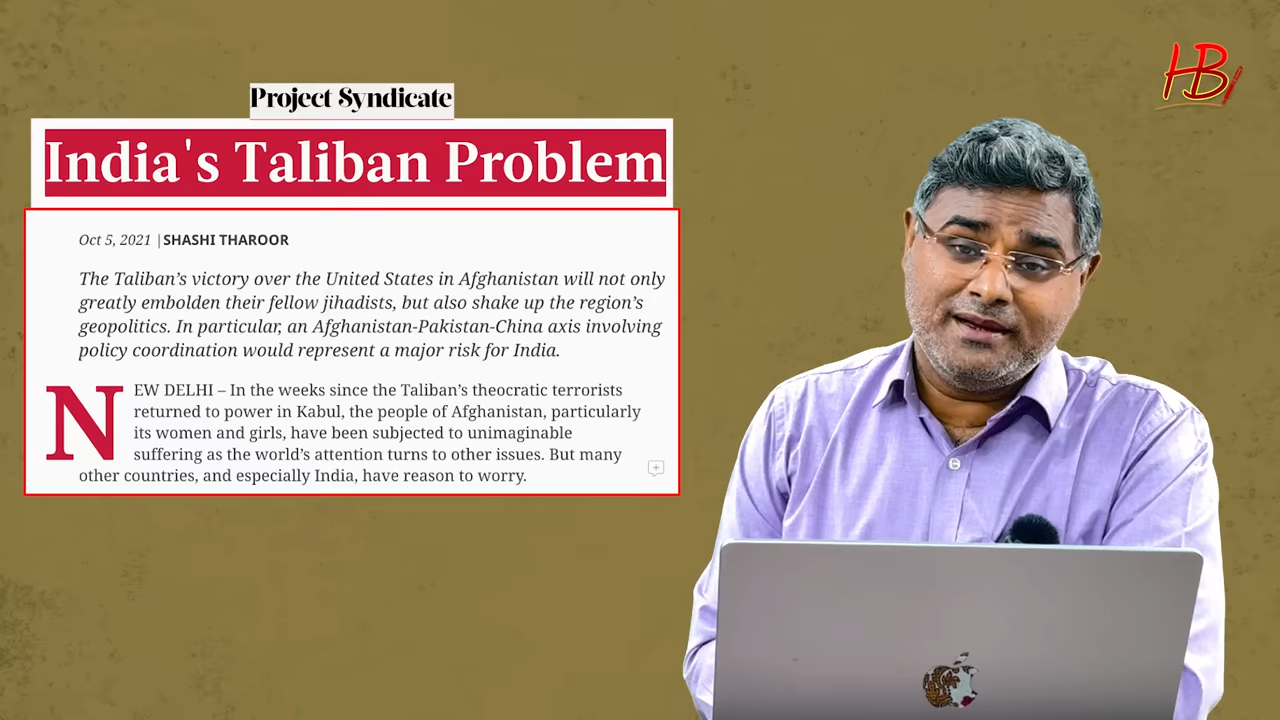 HB
Project Syndicate
India's Taliban Problem
Oct 5, 2021 | SHASHI THAROOR
The Taliban's victory over the United States in Afghanistan will not only
greatly embolden their fellow jihadists, but also shake up the region's
geopolitics. In particular, an Afghanistan-Pakistan-China axis involving
policy coordination would represent a major risk for India.
NEW DELHI – In the weeks since the Taliban's theocratic terrorists
returned to power in Kabul, the people of Afghanistan, particularly
its women and girls, have been subjected to unimaginable
suffering as the world's attention turns to other issues. But many
other countries, and especially India, have reason to worry.